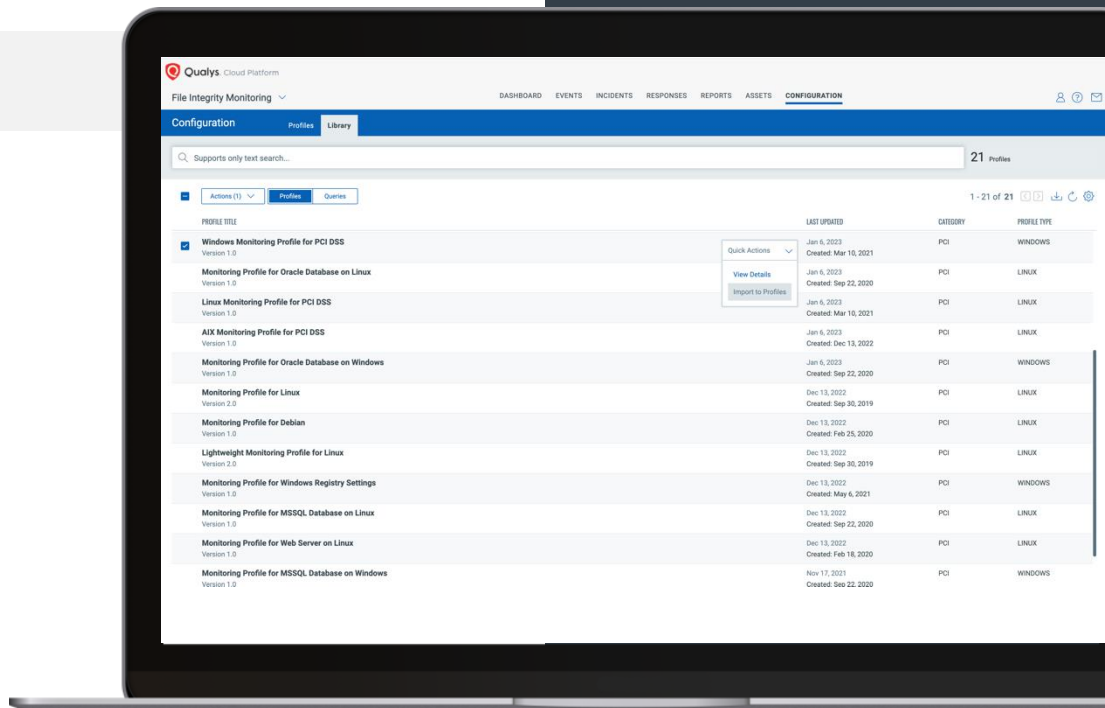 Qualys. Cloud Platform
File Integrity Monitoring
DASHBOARD EVENTS INCIDENTS RESPONSES REPORTS ASSETS CONFIGURATION
Configuration Profiles Library
Supports only text search...
21 Profiles
Actions (1) Profiles Queries
1 - 21 of 21
PROFILE TITLE LAST UPDATED CATEGORY PROFILE TYPE
Windows Monitoring Profile for PCI DSS Quick Actions Jan 6, 2023 PCI WINDOWS
Version 1.0 Created: Mar 10, 2021
View Details
Import to Profiles
Monitoring Profile for Oracle Database on Linux Jan 6, 2023 PCI LINUX
Version 1.0 Created: Sep 22, 2020
Linux Monitoring Profile for PCI DSS Jan 6, 2023 PCI LINUX
Version 1.0 Created: Mar 10, 2021
AIX Monitoring Profile for PCI DSS Jan 6, 2023 PCI LINUX
Version 1.0 Created: Dec 13, 2022
Monitoring Profile for Oracle Database on Windows Jan 6, 2023 PCI WINDOWS
Version 1.0 Created: Sep 22, 2020
Monitoring Profile for Linux Dec 13, 2022 PCI LINUX
Version 2.0 Created: Sep 30, 2019
Monitoring Profile for Debian Dec 13, 2022 PCI LINUX
Version 1.0 Created: Feb 25, 2020
Lightweight Monitoring Profile for Linux Dec 13, 2022 PCI LINUX
Version 2.0 Created: Sep 30, 2019
Monitoring Profile for Windows Registry Settings Dec 13, 2022 PCI WINDOWS
Version 1.0 Created: May 6, 2021
Monitoring Profile for MSSQL Database on Linux Dec 13, 2022 PCI LINUX
Version 1.0 Created: Sep 22, 2020
Monitoring Profile for Web Server on Linux Dec 13, 2022 PCI LINUX
Version 1.0 Created: Feb 18, 2020
Monitoring Profile for MSSQL Database on Windows Nov 17, 2021 PCI WINDOWS
Version 1.0 Created: Sep 22, 2020